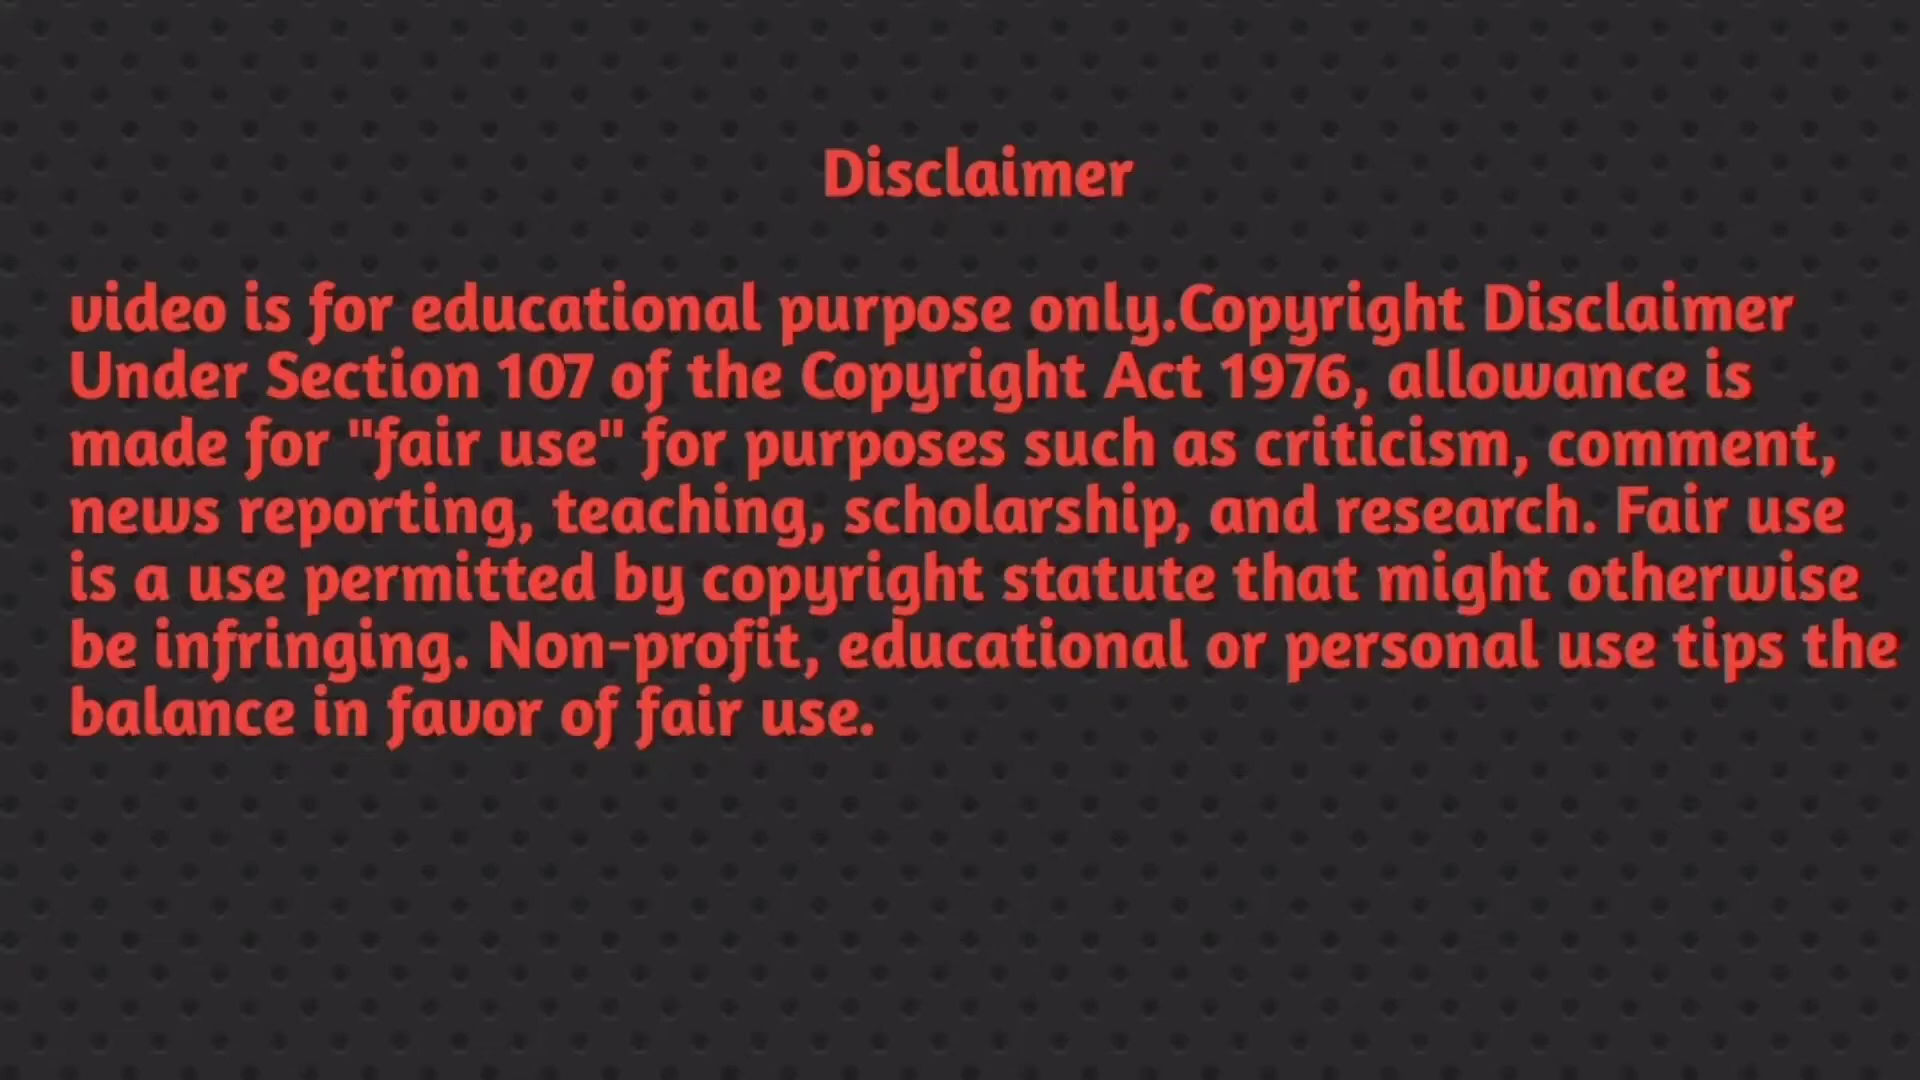 Disclaimer
video is for educational purpose only.Copyright Disclaimer
Under Section 107 of the Copyright Act 1976, allowance is
made for "fair use" for purposes such as criticism, comment,
news reporting, teaching, scholarship, and research. Fair use
is a use permitted by copyright statute that might otherwise
be infringing. Non-profit, educational or personal use tips the
balance in favor of fair use.